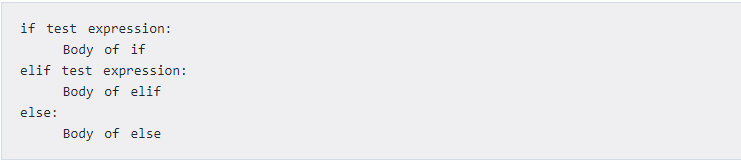 if test expression:
Body of if
elif test expression:
Body of elif
else:
Body of else